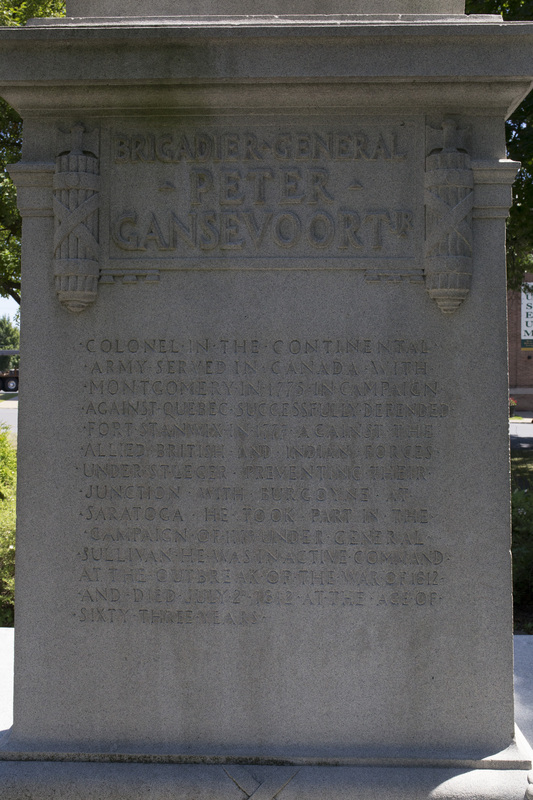 BRIGADIER·GENERAL
·PETER·
GANSEVOORT JR
·COLONEL·IN·THE·CONTINENTAL·
·ARMY·SERVED·IN·CANADA·WITH·
·MONTGOMERY·IN·1775·IN·CAMPAIGN·
·AGAINST·QUEBEC·SUCCESSFULLY·DEFENDED·
·FORT·STANWIX·IN·1777·AGAINST·THE·
·ALLIED·BRITISH·AND·INDIAN·FORCES·
·UNDER·ST·LEGER·PREVENTING·THEIR·
·JUNCTION·WITH·BURGOYNE·AT·
·SARATOGA·HE·TOOK·PART·IN·THE·
·CAMPAIGN·OF·UNDER·GENERAL·
·SULLIVAN·HE·WAS·IN·ACTIVE·COMMAND·
·AT·THE·OUTBREAK·OF·THE·WAR·OF·1812·
·AND·DIED·JULY·2·1812·AT·THE·AGE·OF·
·SIXTY·THREE·YEARS·